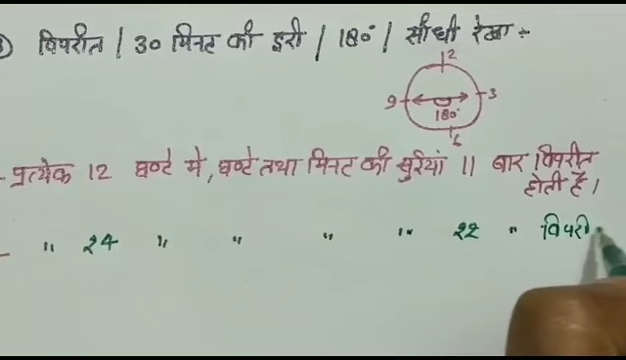 विपरीत / 30 मिनट की दूरी / 180° / सीधी रेखा :-
12
9 3
180°
6
- प्रत्येक 12 घण्टे मे, घण्टे तथा मिनट की सुईयां 11 बार विपरीत
होती हैं।
- " 24 " " " " 22 " विपरी